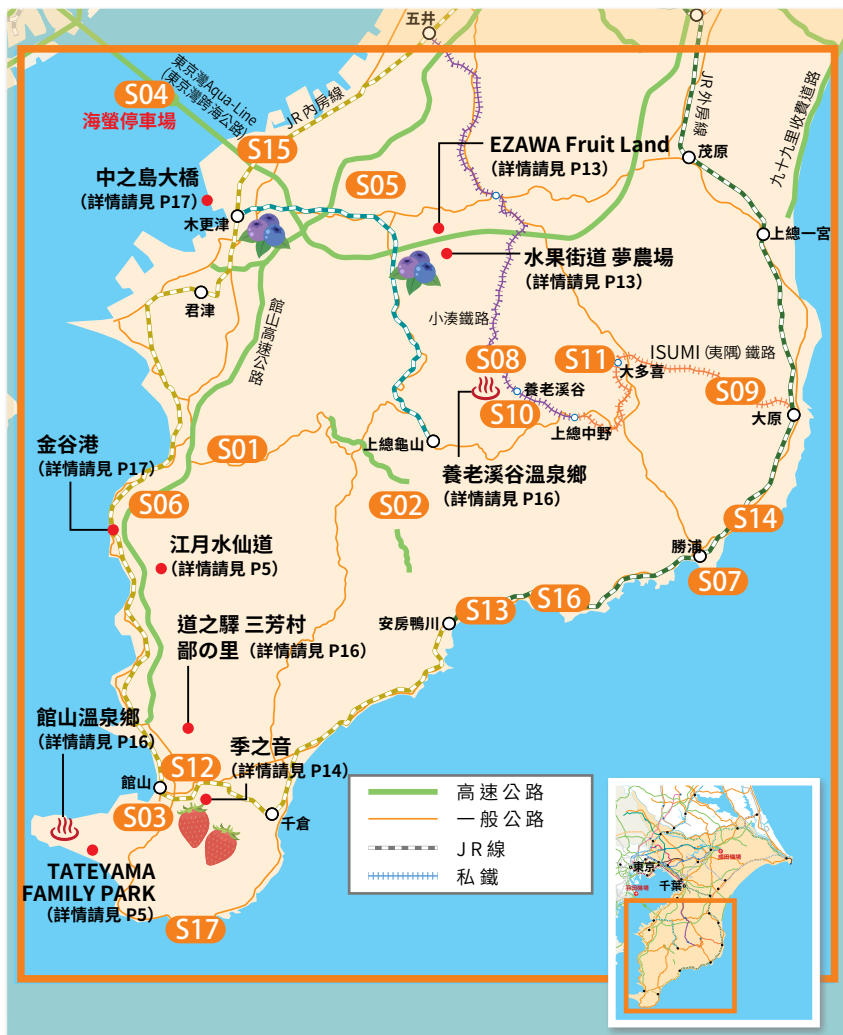 五井
東京灣Aqua-Line
(東京灣跨海公路)
S04
海螢停車場
JR內房線
S15
JR外房線
九十九里收費道路
茂原
EZAWA Fruit Land
(詳情請見 P13)
中之島大橋
(詳情請見 P17)
S05
木更津
上總一宮
水果街道 夢農場
(詳情請見 P13)
君津
館山高速公路
小湊鐵路
S08
S11
ISUMI (夷隅) 鐵路
大多喜
S09
養老溪谷
S10
大原
上總中野
金谷港
(詳情請見 P17)
S01
上總龜山
養老溪谷溫泉鄉
(詳情請見 P16)
S06
S02
S14
江月水仙道
(詳情請見 P5)
勝浦
S07
S13
S16
安房鴨川
道之驛 三芳村
鄙の里 (詳情請見 P16)
館山溫泉鄉
(詳情請見 P16)
季之音
(詳情請見 P14)
S12
館山
S03
千倉
TATEYAMA
FAMILY PARK
(詳情請見 P5)
S17
高速公路
一般公路
JR線
私鐵
成田機場
東京
千葉